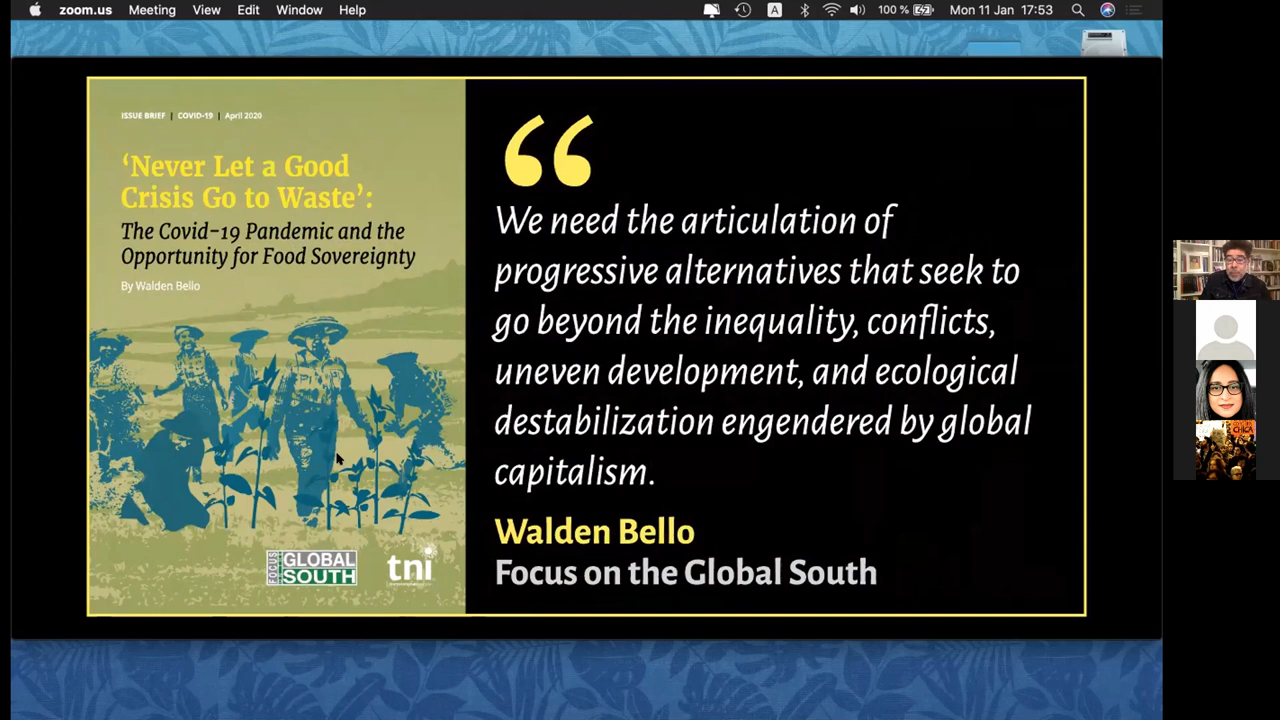 zoom.us Meeting View Edit Window Help A 100 % Mon 11 Jan 17:53
ISSUE BRIEF | COVID-19 | April 2020
‘Never Let a Good
Crisis Go to Waste’:
The Covid-19 Pandemic and the
Opportunity for Food Sovereignty
By Walden Bello
FOCUS
GLOBAL
SOUTH
tni
“
We need the articulation of
progressive alternatives that seek to
go beyond the inequality, conflicts,
uneven development, and ecological
destabilization engendered by global
capitalism.
Walden Bello
Focus on the Global South
CHICA